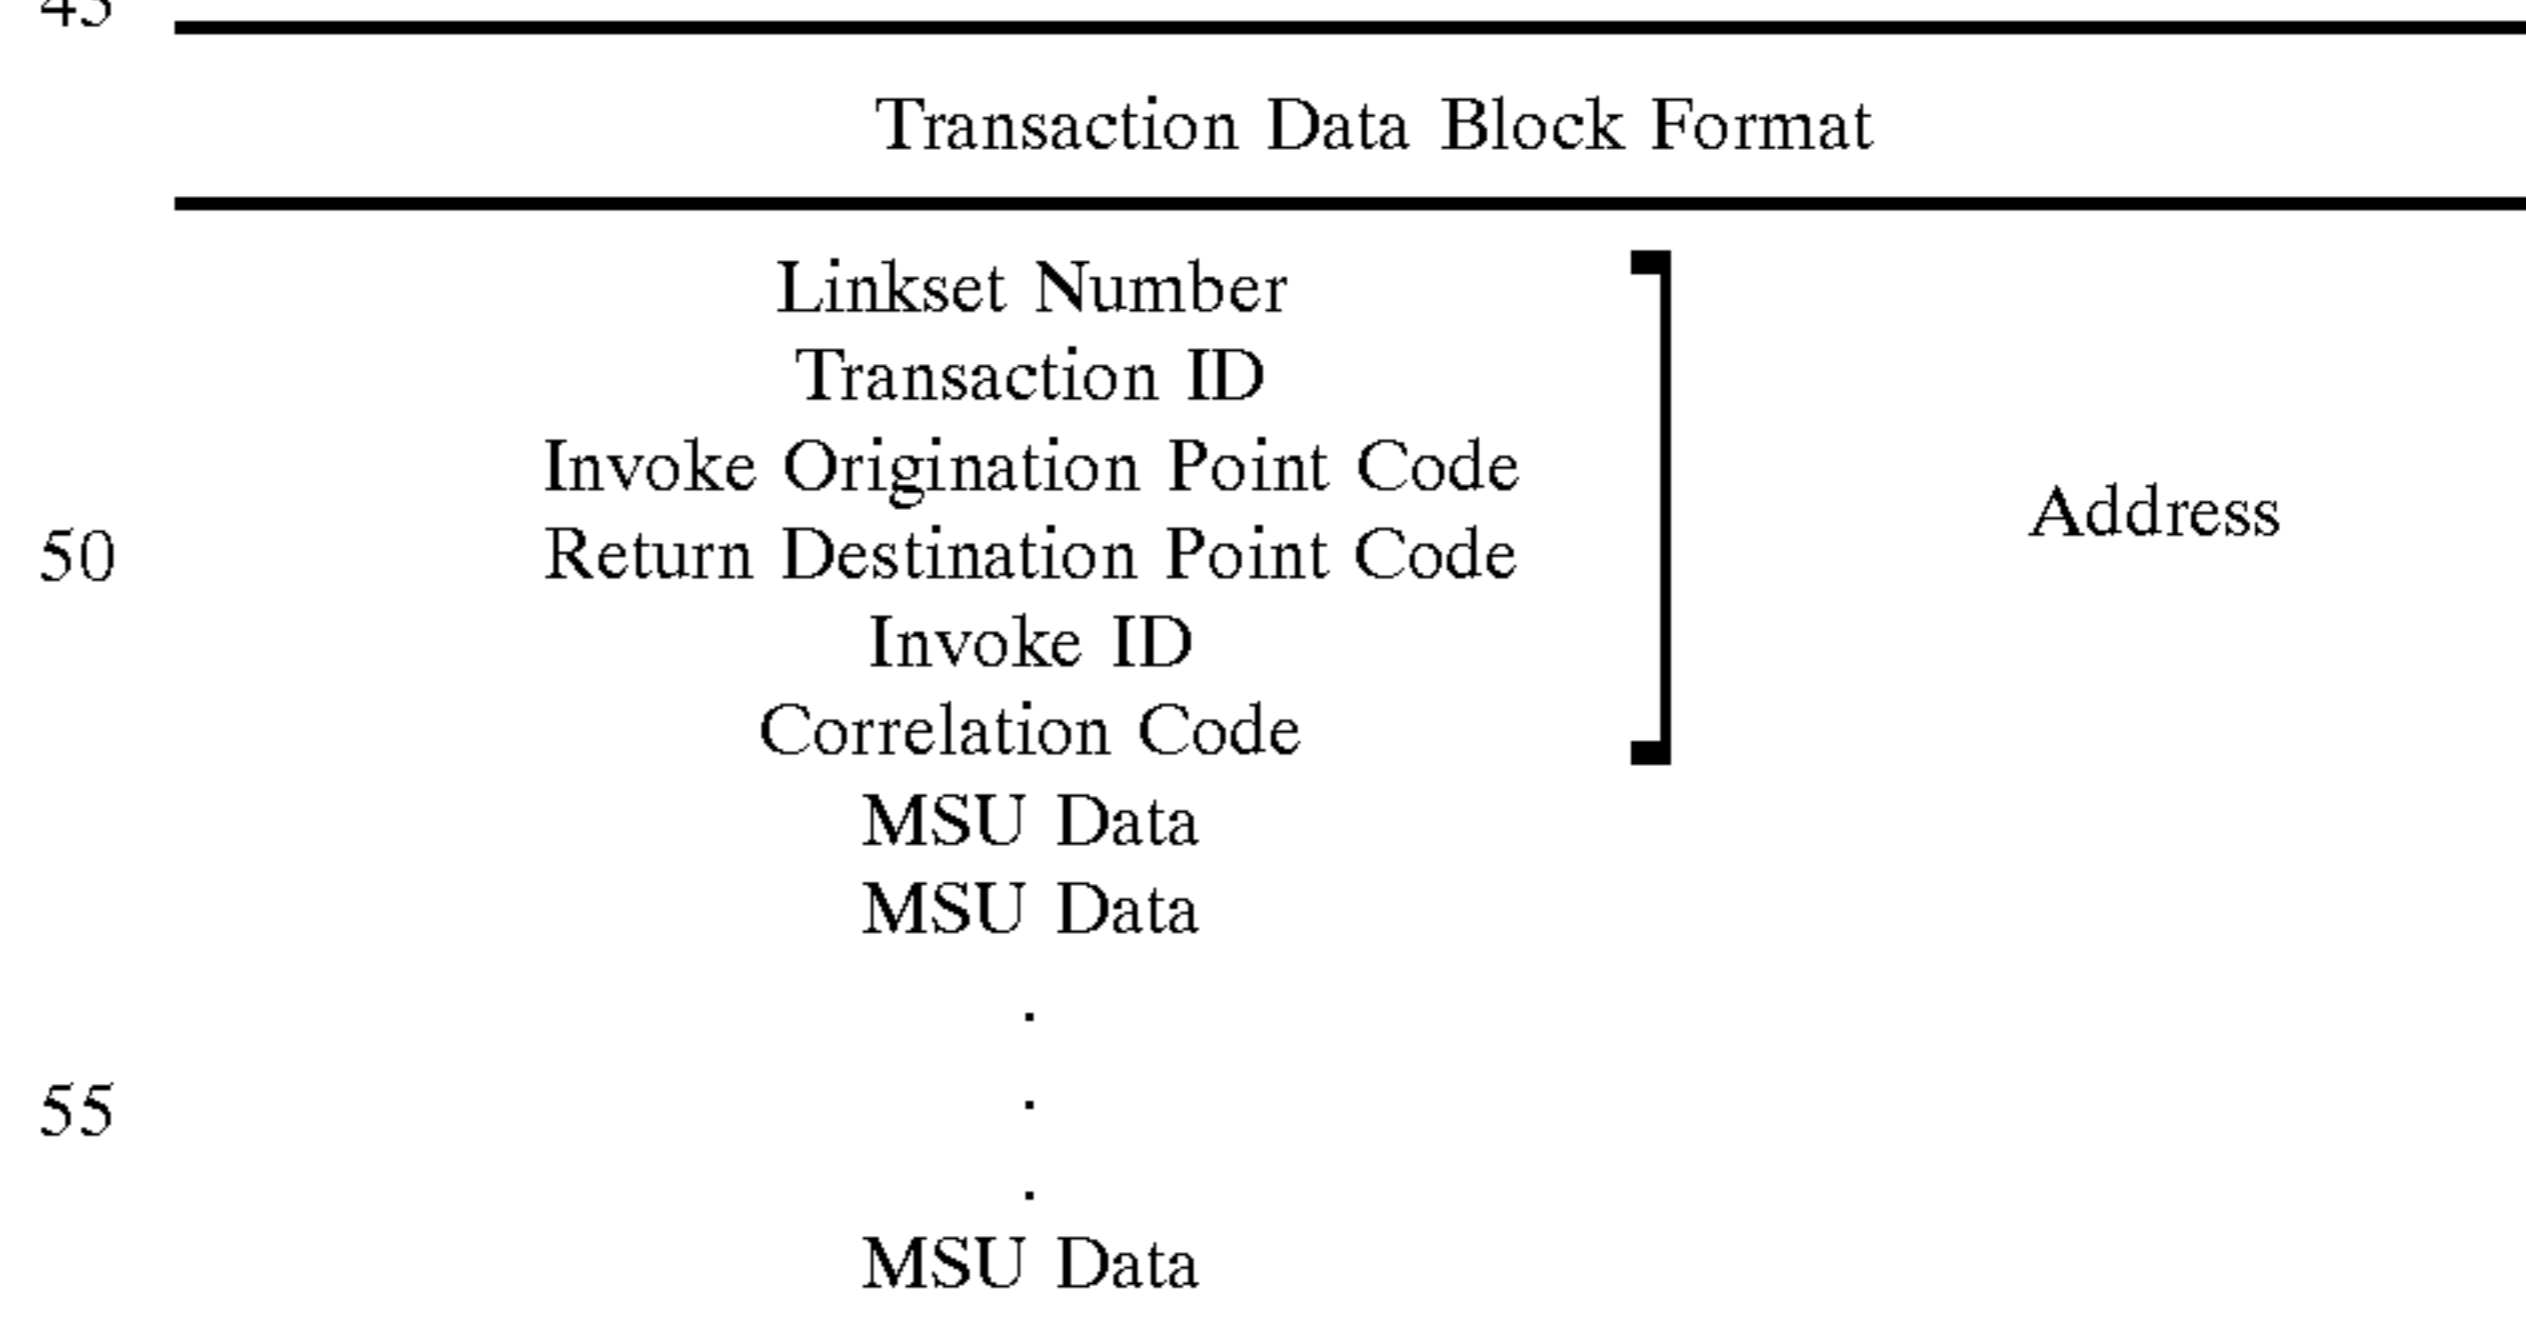 45
Transaction Data Block Format
Linkset Number
Transaction ID
Invoke Origination Point Code
Address
50 Return Destination Point Code
Invoke ID
Correlation Code
MSU Data
MSU Data
.
55 .
.
MSU Data